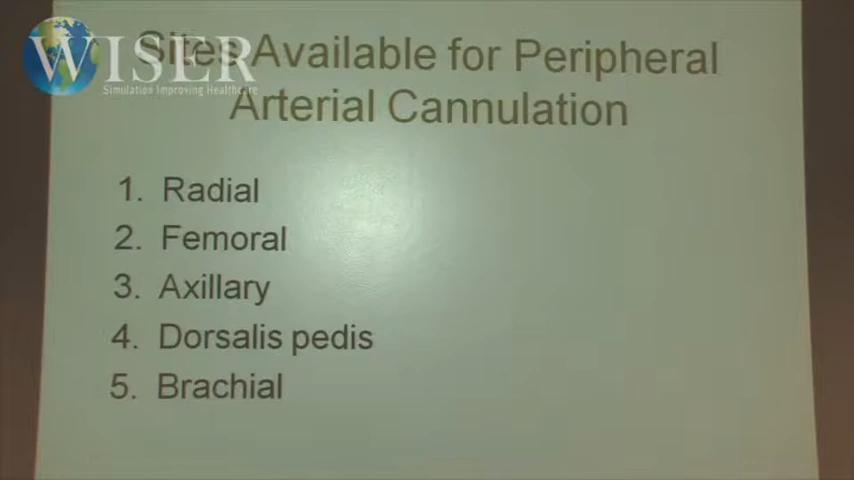 WISER
Simulation Improving Healthcare
Sites Available for Peripheral
Arterial Cannulation
1. Radial
2. Femoral
3. Axillary
4. Dorsalis pedis
5. Brachial